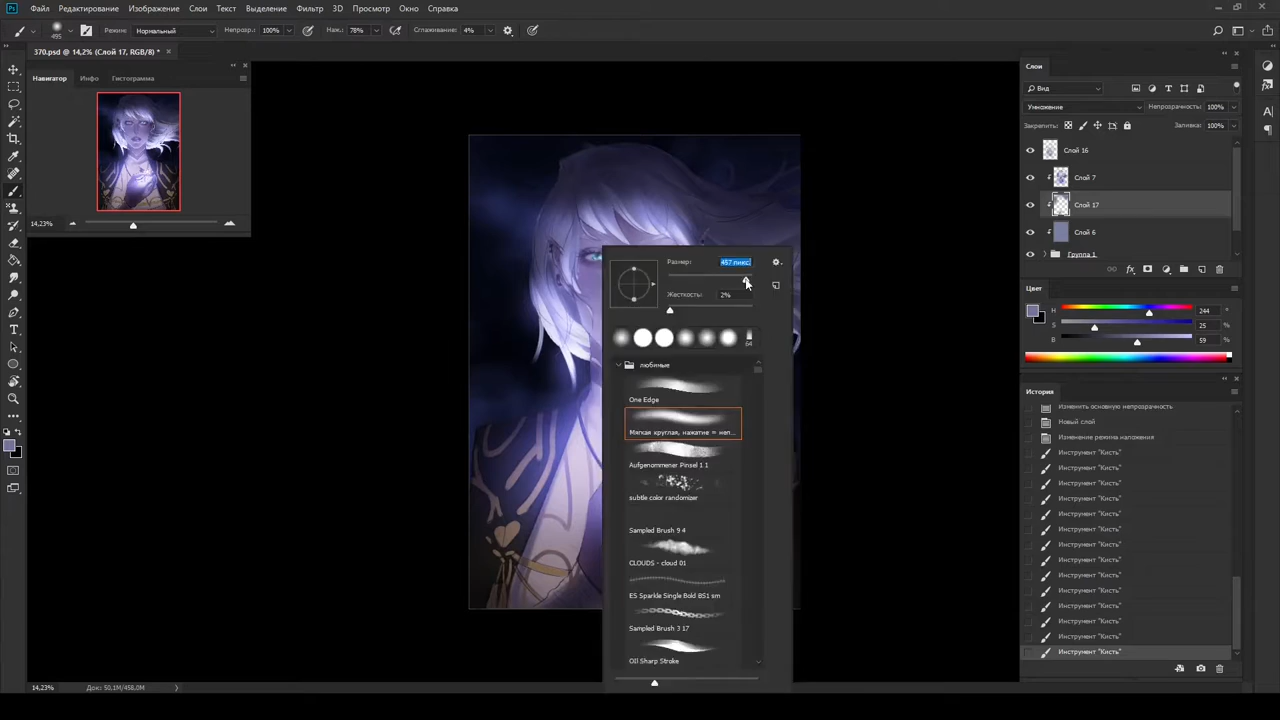 Файл Редактирование Изображение Слои Текст Выделение Фильтр 3D Просмотр Окно Справка
495 Режим: Нормальный Непрозр.: 100% Наж.: 78% Сглаживание: 4%
370.psd @ 14,2% (Слой 17, RGB/8) *
Навигатор Инфо Гистограмма
14,23%
Размер: 457 пикс.
Жесткость: 2%
64
любимые
One Edge
Мягкая круглая, нажатие = неп...
Aufgenommener Pinsel 1 1
subtle color randomizer
Sampled Brush 9 4
CLOUDS - cloud 01
ES Sparkle Single Bold BS1 sm
Sampled Brush 3 17
Oil Sharp Stroke
Слои
Вид
Умножение Непрозрачность: 100%
Закрепить: Заливка: 100%
Слой 16
Слой 7
Слой 17
Слой 6
Группа 1
Цвет
H 244 °
S 25 %
B 59 %
История
Изменить основную непрозрачность
Новый слой
Изменение режима наложения
Инструмент "Кисть"
Инструмент "Кисть"
Инструмент "Кисть"
Инструмент "Кисть"
Инструмент "Кисть"
Инструмент "Кисть"
Инструмент "Кисть"
Инструмент "Кисть"
Инструмент "Кисть"
Инструмент "Кисть"
Инструмент "Кисть"
Инструмент "Кисть"
Инструмент "Кисть"
Инструмент "Кисть"
14,23% Док: 50,1M/458,0M